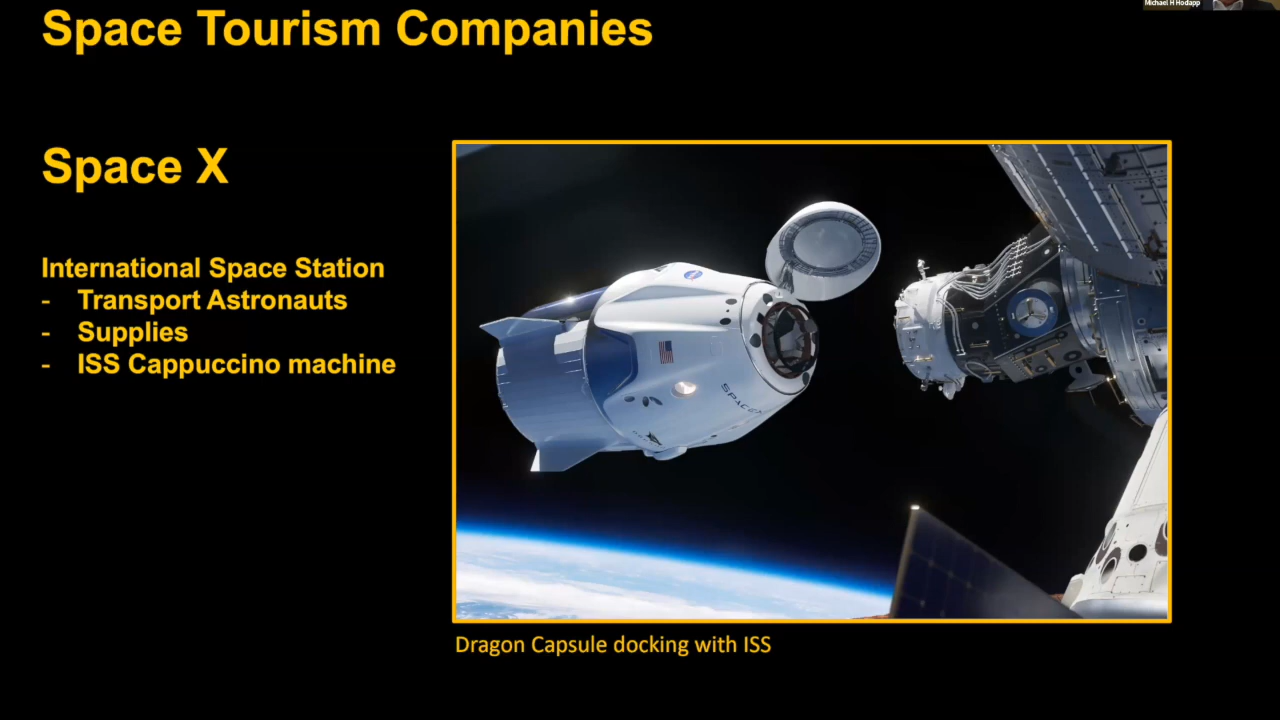 Michael H Hodapp
Space Tourism Companies
Space X
International Space Station
- Transport Astronauts
- Supplies
- ISS Cappuccino machine
SPACEX
Dragon Capsule docking with ISS